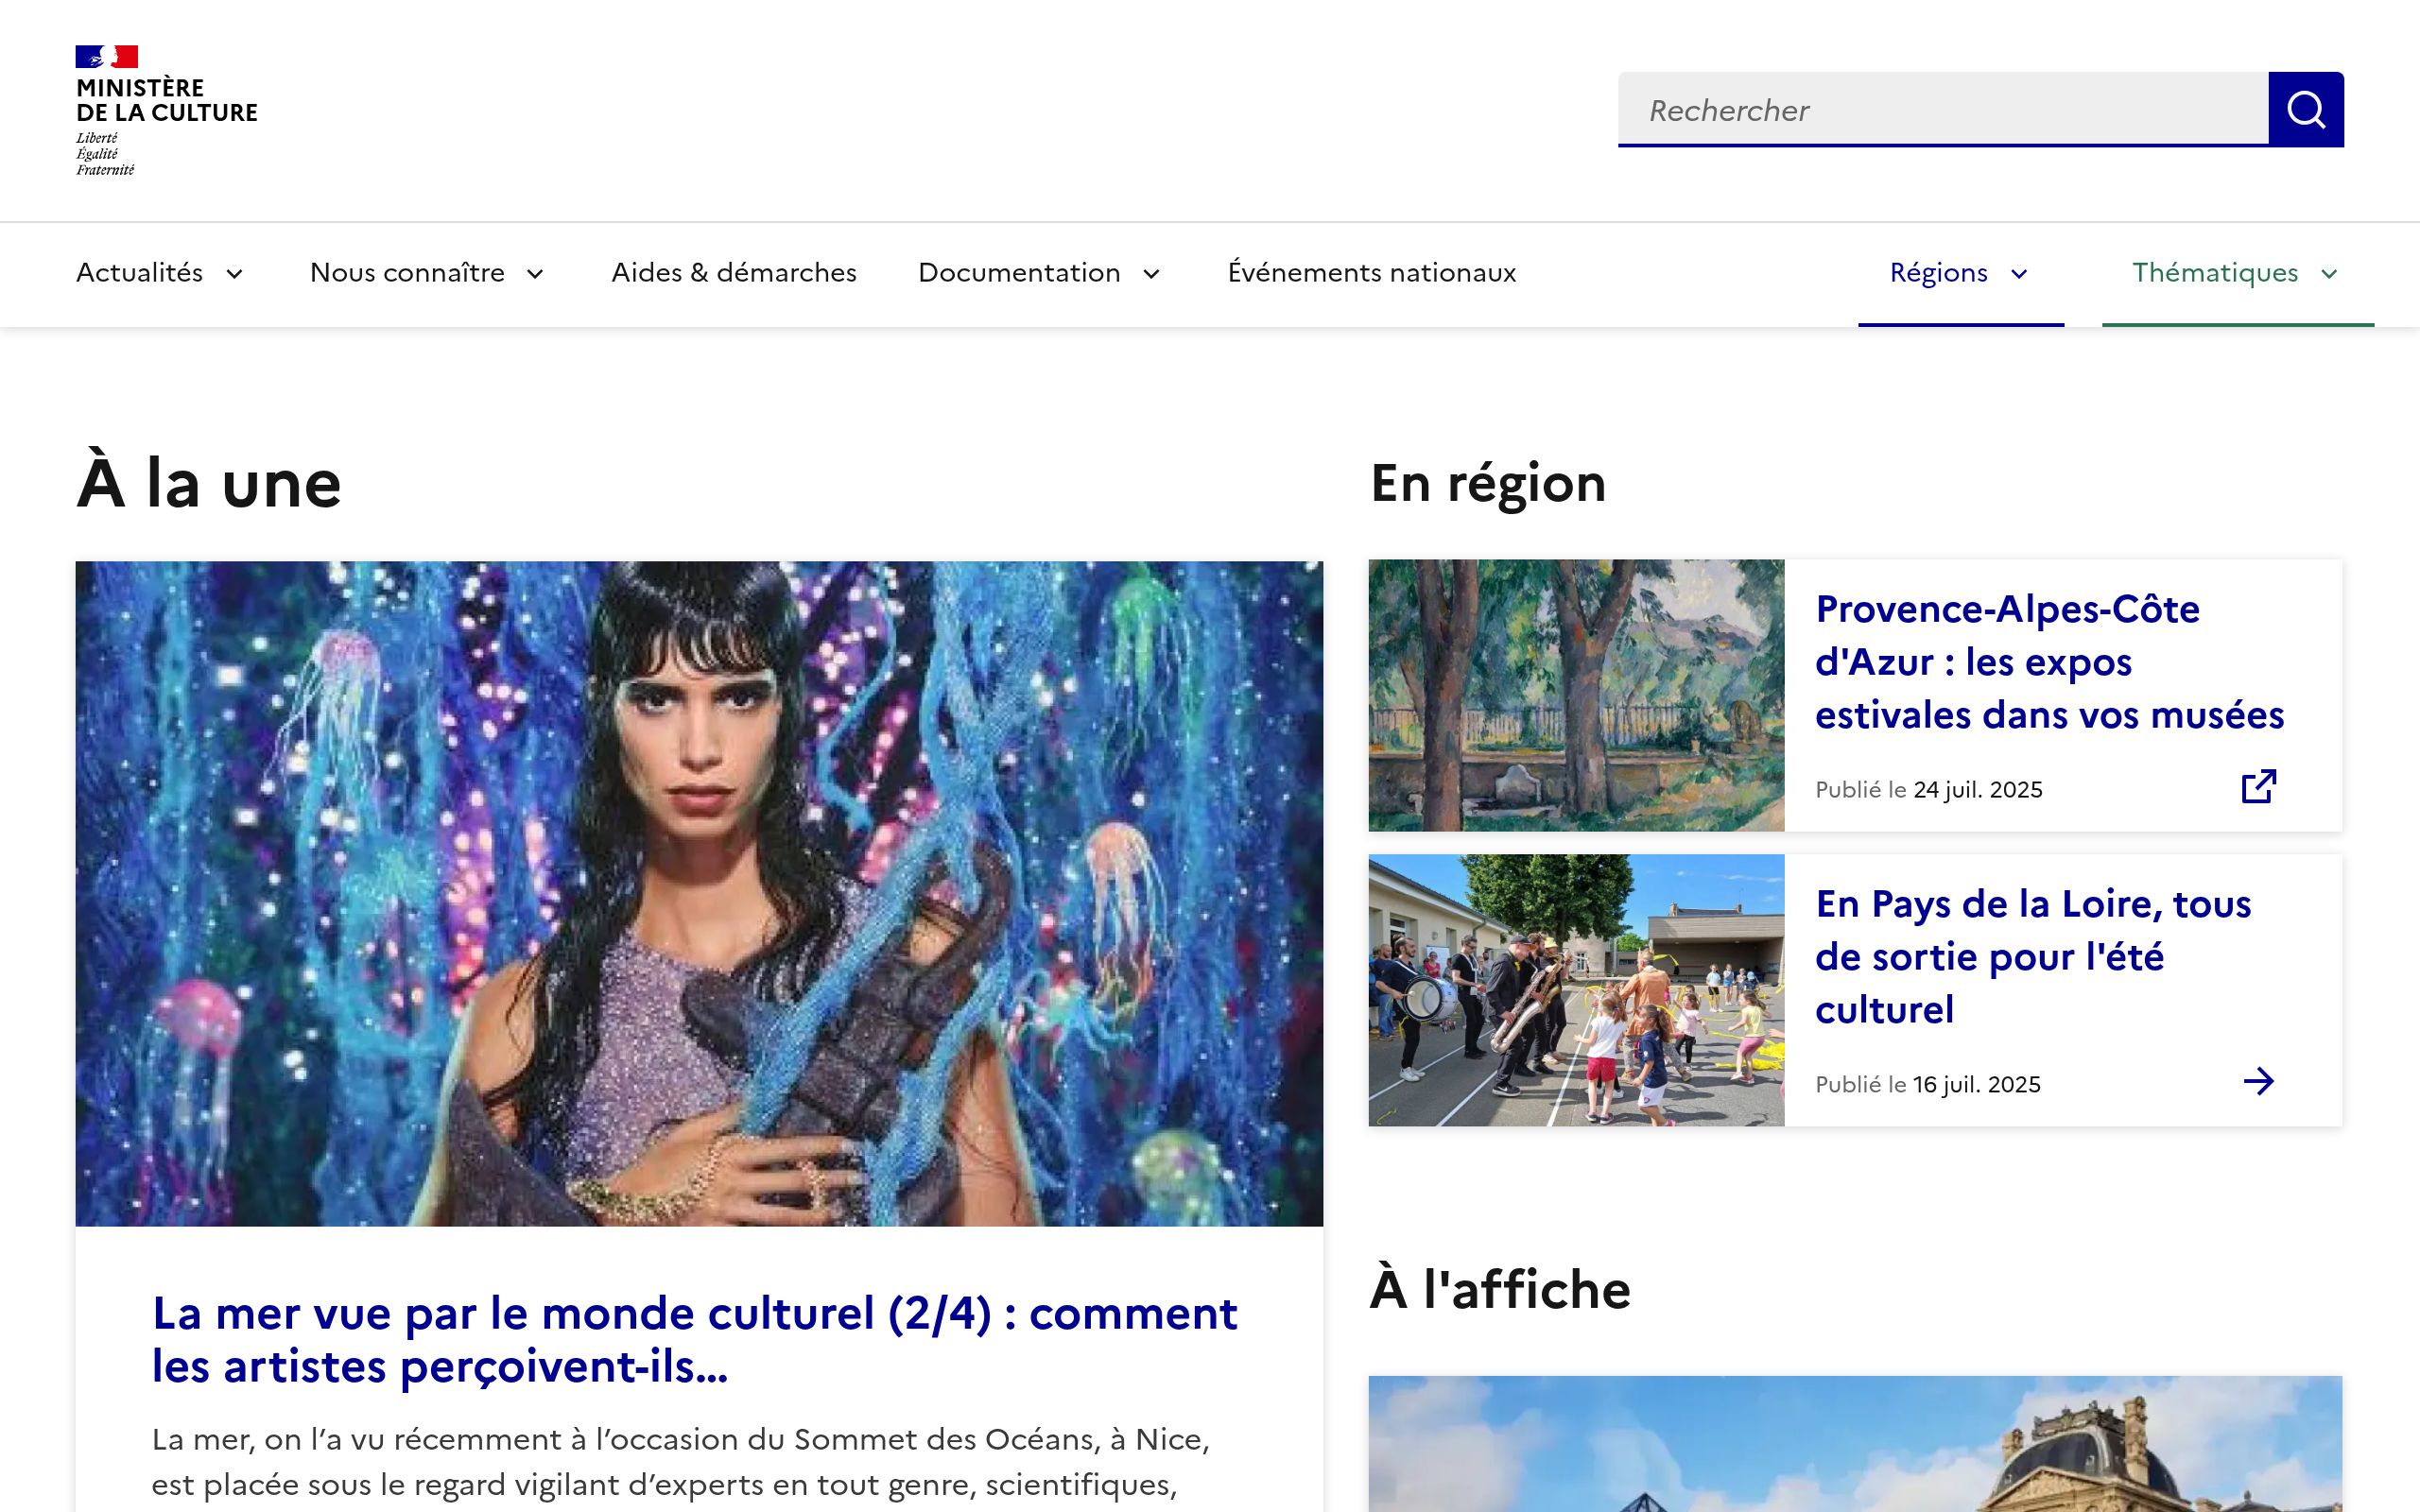 MINISTÈRE
DE LA CULTURE
Liberté
Égalité
Fraternité
Rechercher
Actualités
Nous connaître
Aides & démarches
Documentation
Événements nationaux
Régions
Thématiques
À la une
La mer vue par le monde culturel (2/4) : comment
les artistes perçoivent-ils...
La mer, on l’a vu récemment à l’occasion du Sommet des Océans, à Nice,
est placée sous le regard vigilant d’experts en tout genre, scientifiques,
En région
Provence-Alpes-Côte
d'Azur : les expos
estivales dans vos musées
Publié le 24 juil. 2025
En Pays de la Loire, tous
de sortie pour l'été
culturel
Publié le 16 juil. 2025
À l'affiche